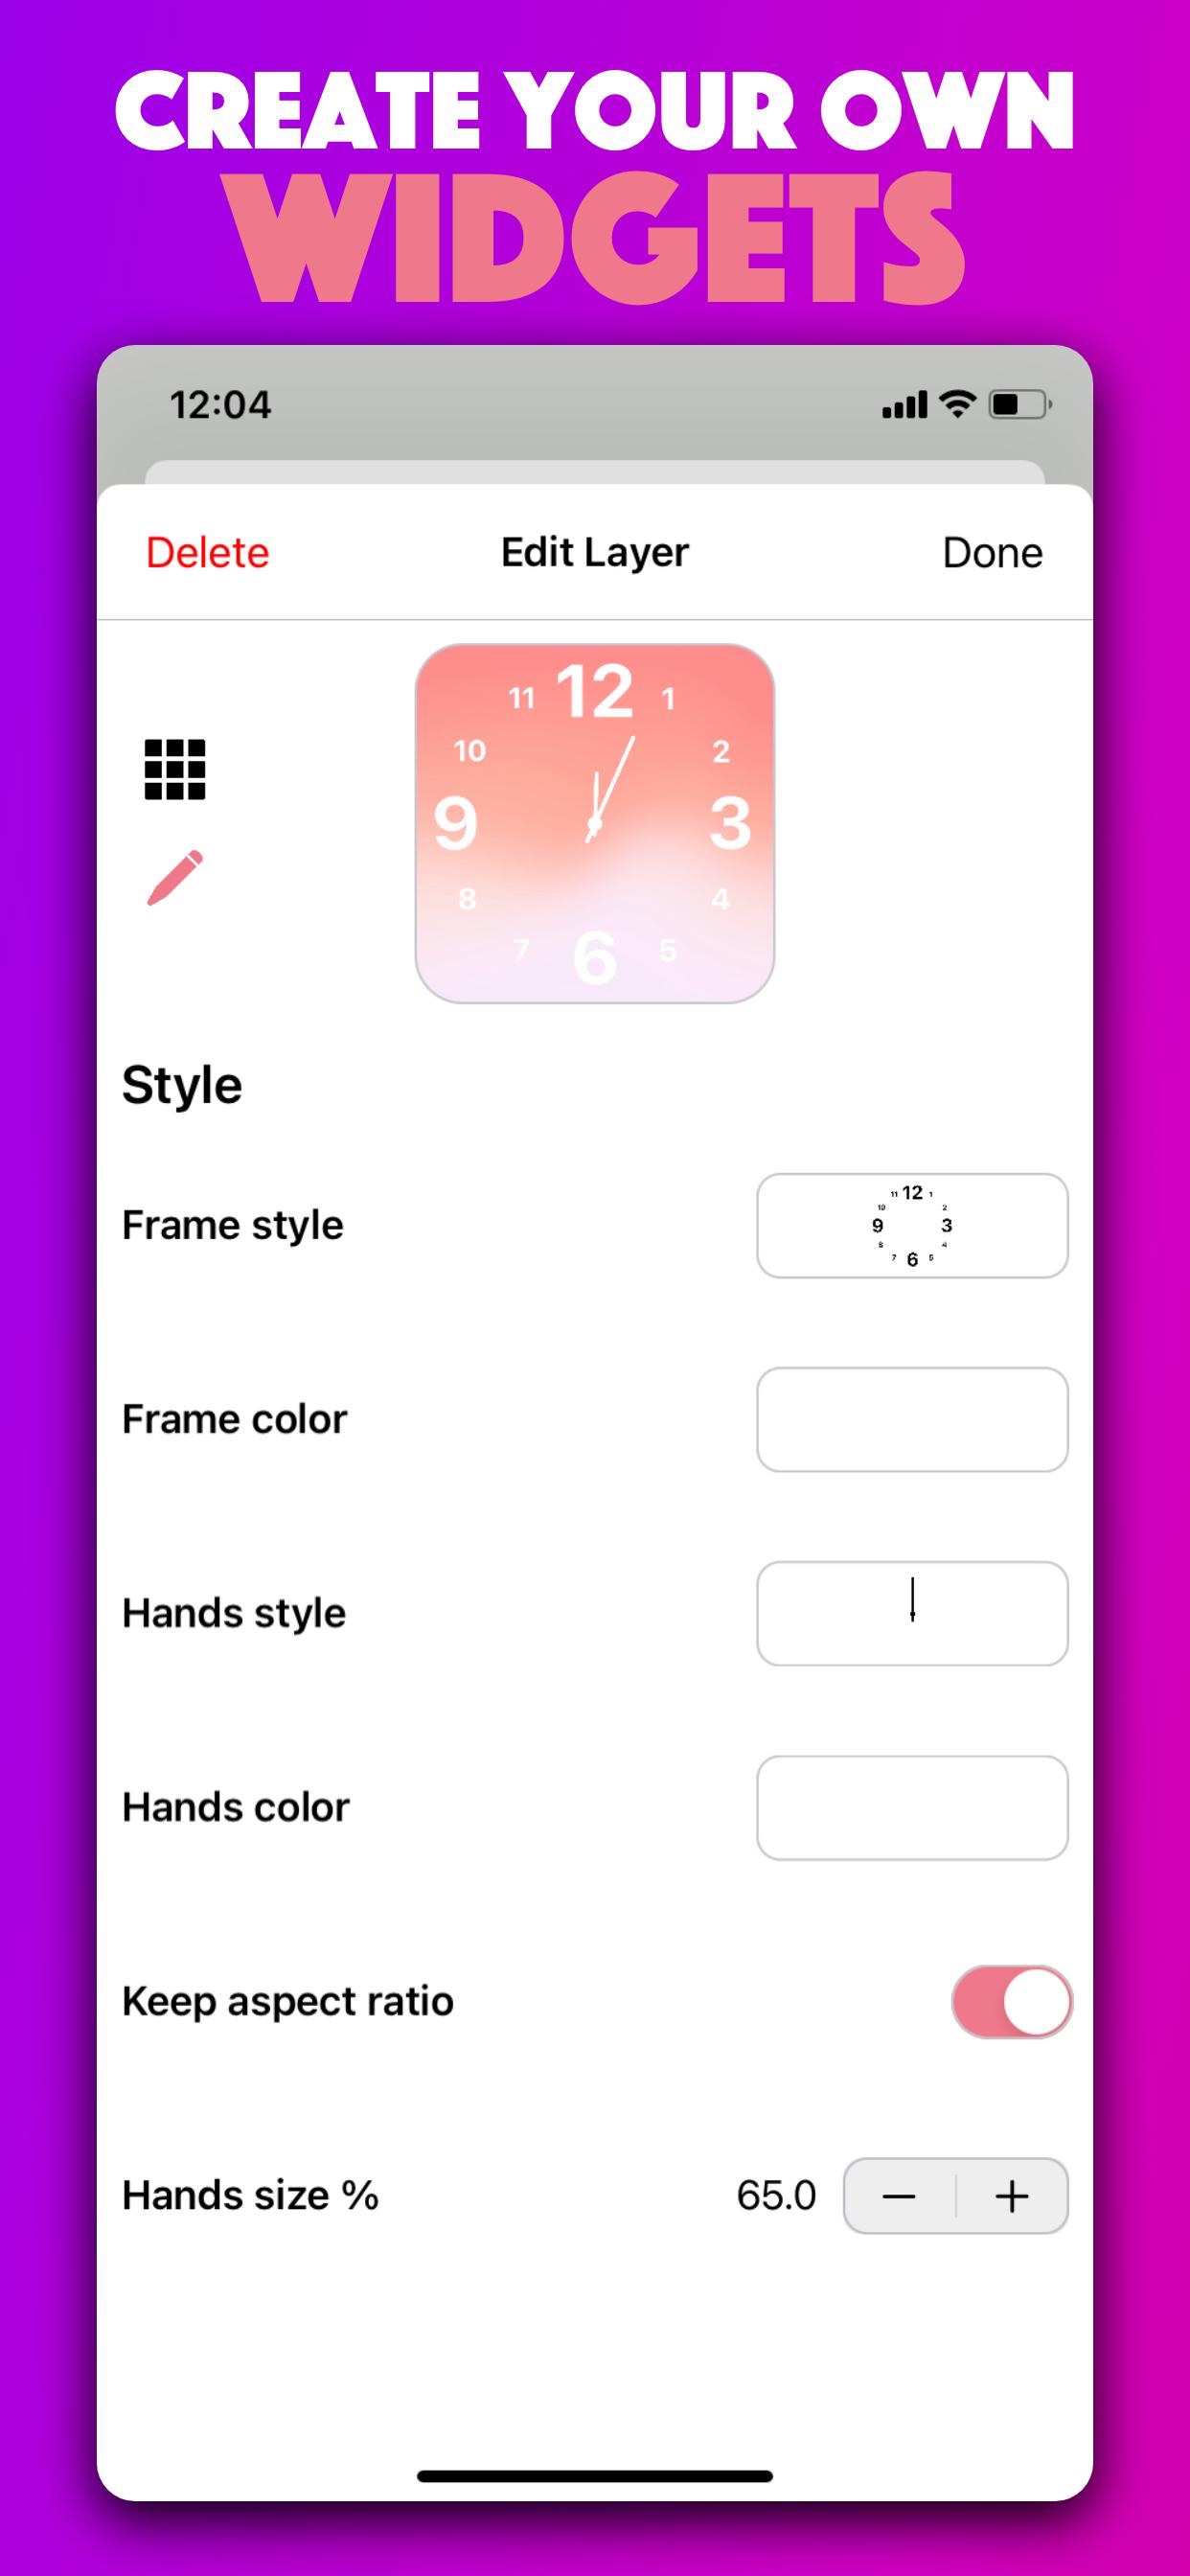 CREATE YOUR OWN
WIDGETS
12:04
Delete Edit Layer Done
11 12 1
10 2
9 3
8 4
7 6 5
Style
Frame style
11 12 1
10 2
9 3
8 4
7 6 5
Frame color
Hands style
Hands color
Keep aspect ratio
Hands size % 65.0 − +